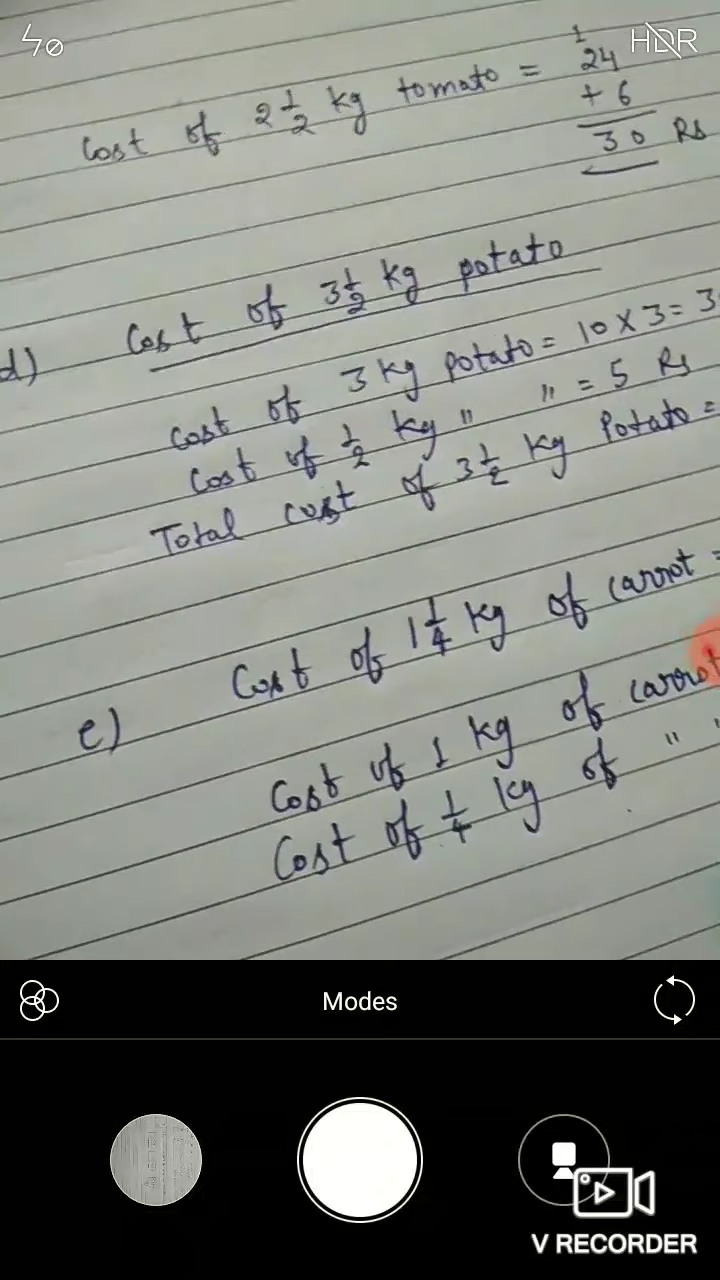 HDR
1
24
Cost of 2 1/2 kg tomato = + 6
30 Rs
d) Cost of 3 1/2 kg potato
Cost of 3 kg potato = 10 X 3 = 3
Cost of 1/2 kg " " = 5 Rs
Total cost of 3 1/2 kg Potato =
e) Cost of 1 1/4 kg of carrot =
Cost of 1 kg of carrot
Cost of 1/4 kg of " "
Modes
V RECORDER